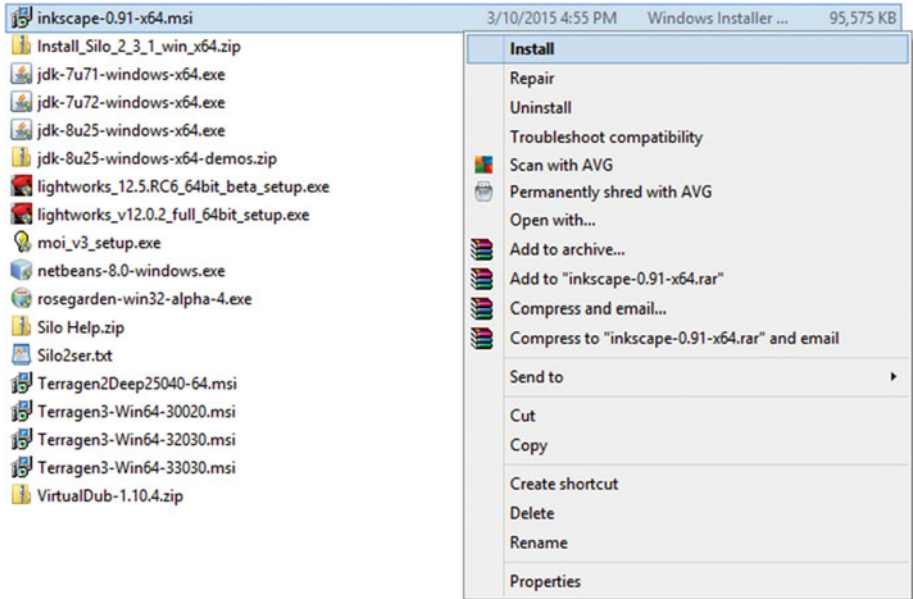 inkscape-0.91-x64.msi 3/10/2015 4:55 PM Windows Installer ... 95,575 KB
Install_Silo_2_3_1_win_x64.zip
jdk-7u71-windows-x64.exe
jdk-7u72-windows-x64.exe
jdk-8u25-windows-x64.exe
jdk-8u25-windows-x64-demos.zip
lightworks_12.5.RC6_64bit_beta_setup.exe
lightworks_v12.0.2_full_64bit_setup.exe
moi_v3_setup.exe
netbeans-8.0-windows.exe
rosegarden-win32-alpha-4.exe
Silo Help.zip
Silo2ser.txt
Terragen2Deep25040-64.msi
Terragen3-Win64-30020.msi
Terragen3-Win64-32030.msi
Terragen3-Win64-33030.msi
VirtualDub-1.10.4.zip
Install
Repair
Uninstall
Troubleshoot compatibility
Scan with AVG
Permanently shred with AVG
Open with...
Add to archive...
Add to "inkscape-0.91-x64.rar"
Compress and email...
Compress to "inkscape-0.91-x64.rar" and email
Send to
Cut
Copy
Create shortcut
Delete
Rename
Properties